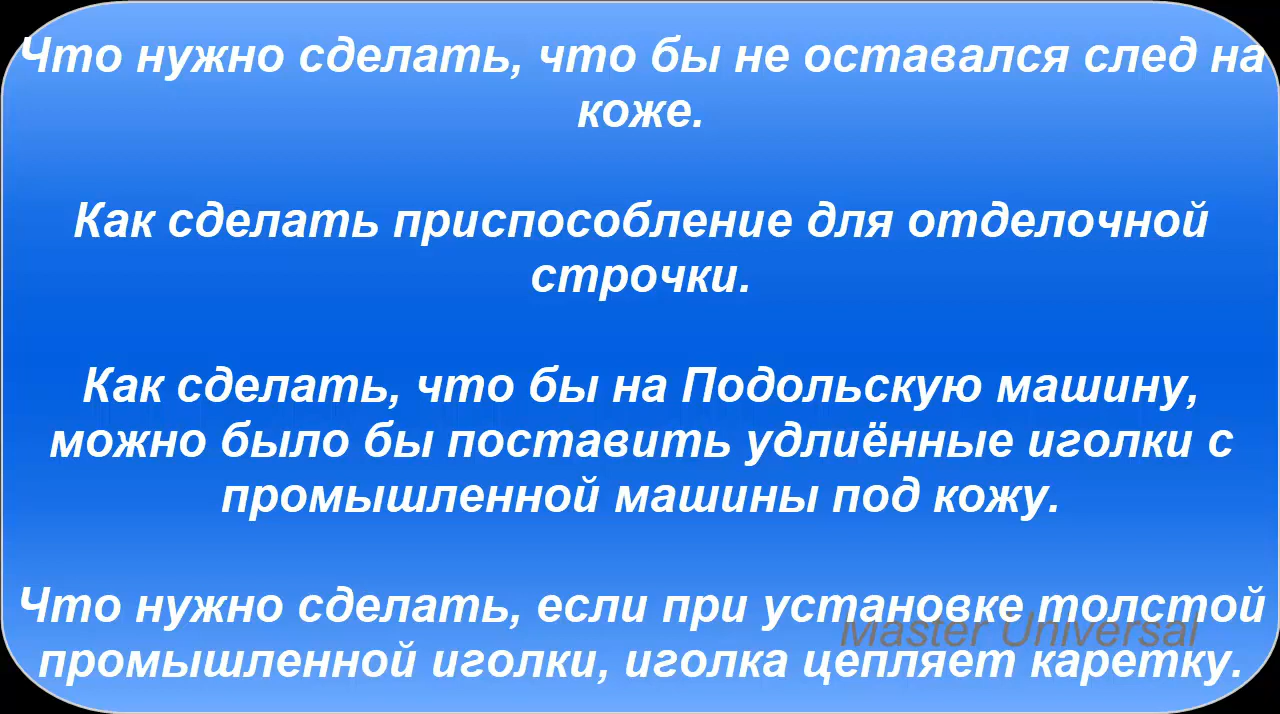 Что нужно сделать, что бы не оставался след на
коже.
Как сделать приспособление для отделочной
строчки.
Как сделать, что бы на Подольскую машину,
можно было бы поставить удлиённые иголки с
промышленной машины под кожу.
Что нужно сделать, если при установке толстой
Master Universal
промышленной иголки, иголка цепляет каретку.